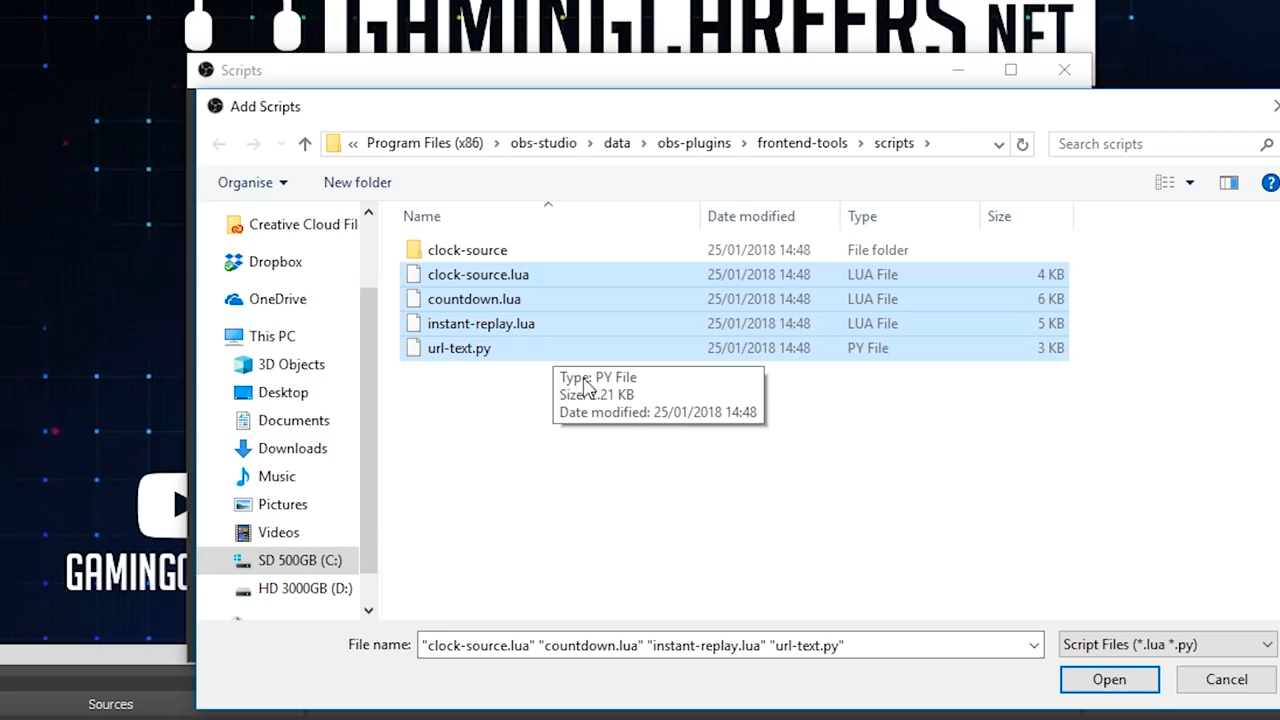 GAMINGCAREERS.NET
Scripts
Add Scripts
« Program Files (x86) > obs-studio > data > obs-plugins > frontend-tools > scripts >
Search scripts
Organise
New folder
Name
Date modified
Type
Size
Creative Cloud Fil
Dropbox
OneDrive
This PC
3D Objects
Desktop
Documents
Downloads
Music
Pictures
Videos
SD 500GB (C:)
HD 3000GB (D:)
clock-source 25/01/2018 14:48 File folder
clock-source.lua 25/01/2018 14:48 LUA File 4 KB
countdown.lua 25/01/2018 14:48 LUA File 6 KB
instant-replay.lua 25/01/2018 14:48 LUA File 5 KB
url-text.py 25/01/2018 14:48 PY File 3 KB
Type: PY File
Size: .21 KB
Date modified: 25/01/2018 14:48
GAMINGC
File name:
"clock-source.lua" "countdown.lua" "instant-replay.lua" "url-text.py"
Script Files (*.lua *.py)
Open
Cancel
Sources